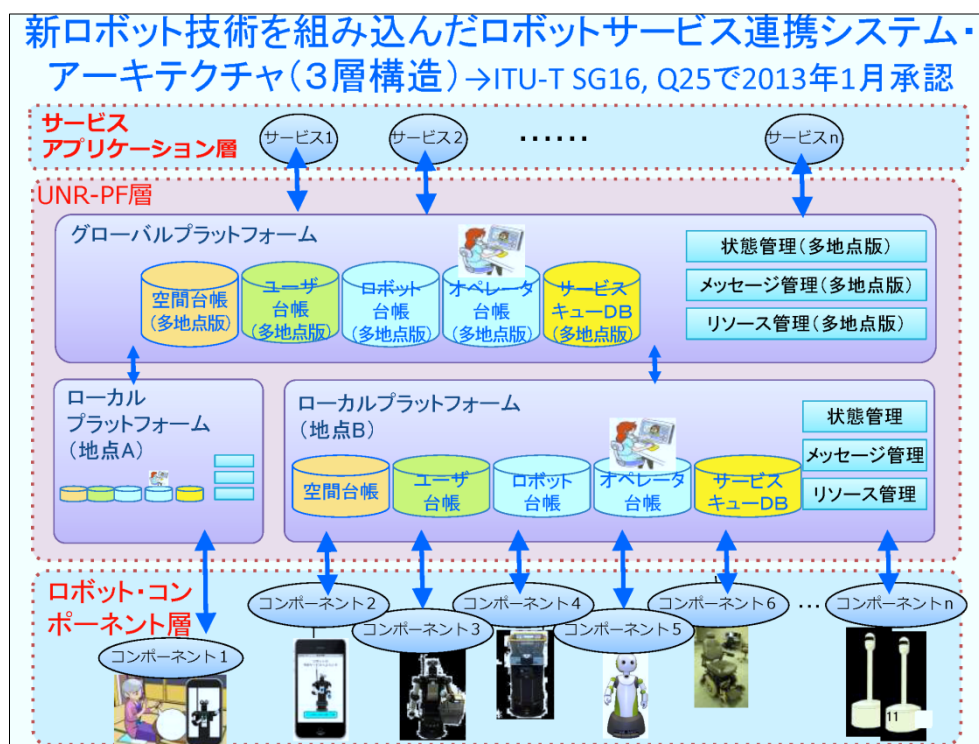 新ロボット技術を組み込んだロボットサービス連携システム・
アーキテクチャ(3層構造)→ITU-T SG16, Q25で2013年1月承認
サービス
アプリケーション層
サービス1
サービス2
‥‥‥
サービスn
UNR-PF層
グローバルプラットフォーム
空間台帳
(多地点版)
ユーザ
台帳
(多地点版)
ロボット
台帳
(多地点版)
オペレータ
台帳
(多地点版)
サービス
キューDB
(多地点版)
状態管理(多地点版)
メッセージ管理(多地点版)
リソース管理(多地点版)
ローカル
プラットフォーム
(地点A)
ローカルプラットフォーム
(地点B)
空間台帳
ユーザ
台帳
ロボット
台帳
オペレータ
台帳
サービス
キューDB
状態管理
メッセージ管理
リソース管理
ロボット・コン
ポーネント層
コンポーネント1
コンポーネント2
コンポーネント3
コンポーネント4
コンポーネント5
コンポーネント6
…
コンポーネントn
11